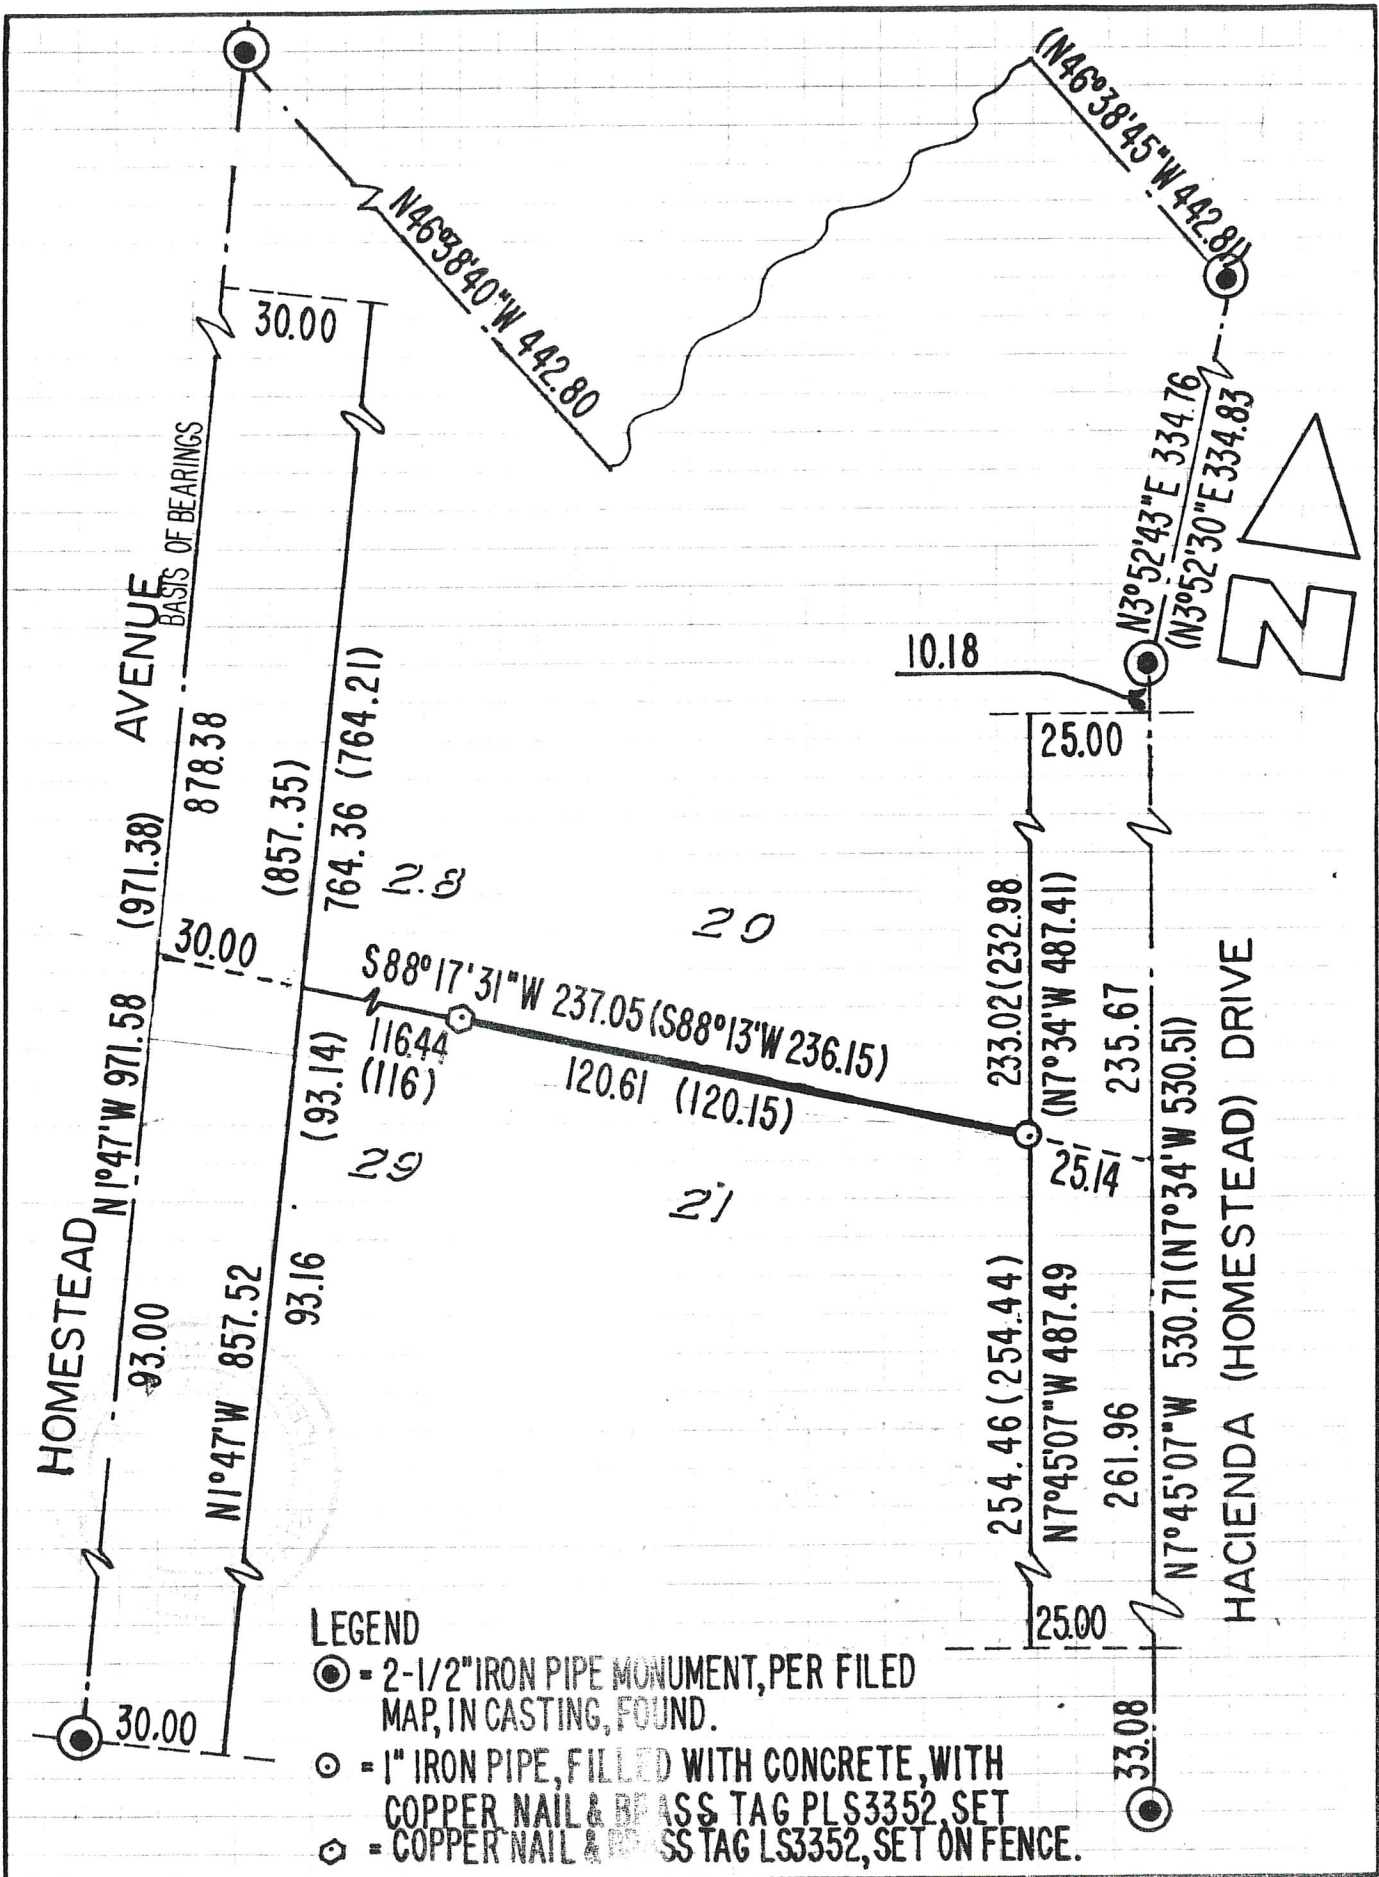 (N46°38'45"W 442.81)
N46°38'40"W 442.80
30.00
BASIS OF BEARINGS
HOMESTEAD AVENUE
N3°52'43"E 334.76
(N3°52'30"E 334.83
N
10.18
25.00
(971.38)
878.38
(857.35)
764.36 (764.21)
28
20
30.00
S88°17'31"W 237.05(S88°13'W 236.15)
116.44
(116)
120.61 (120.15)
233.02(232.98
(N7°34'W 487.41)
235.67
N1°47'W 971.58
(93.14)
29
21
25.14
93.00
N1°47'W 857.52
93.16
254.46(254.44)
N7°45'07"W 487.49
261.96
N7°45'07"W 530.71(N7°34'W 530.51)
HACIENDA (HOMESTEAD) DRIVE
25.00
30.00
33.08
LEGEND
= 2-1/2" IRON PIPE MONUMENT, PER FILED
MAP, IN CASTING, FOUND.
= 1" IRON PIPE, FILLED WITH CONCRETE, WITH
COPPER NAIL & BRASS TAG PLS3352, SET
= COPPER NAIL & BRASS TAG LS3352, SET ON FENCE.